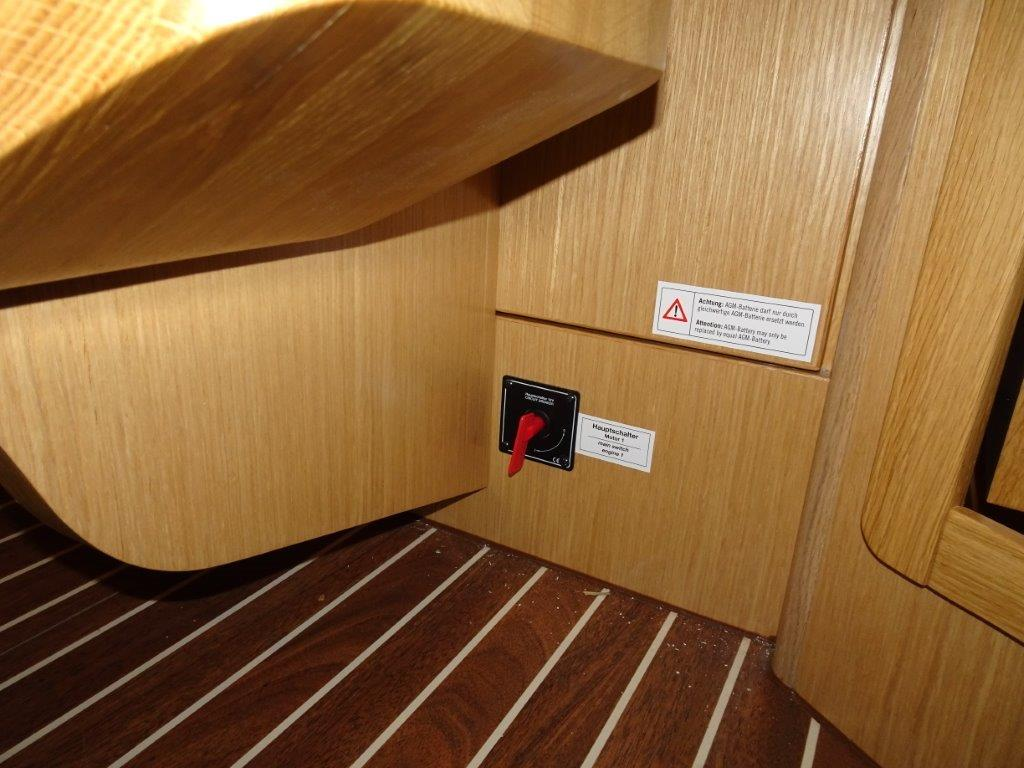 Achtung: AGM-Batterie darf nur durch
gleichwertige AGM-Batterie ersetzt werden.
Attention: AGM-Battery may only be
replaced by equal AGM-Battery
Hauptschalter
Motor 1
main switch
engine 1
CE